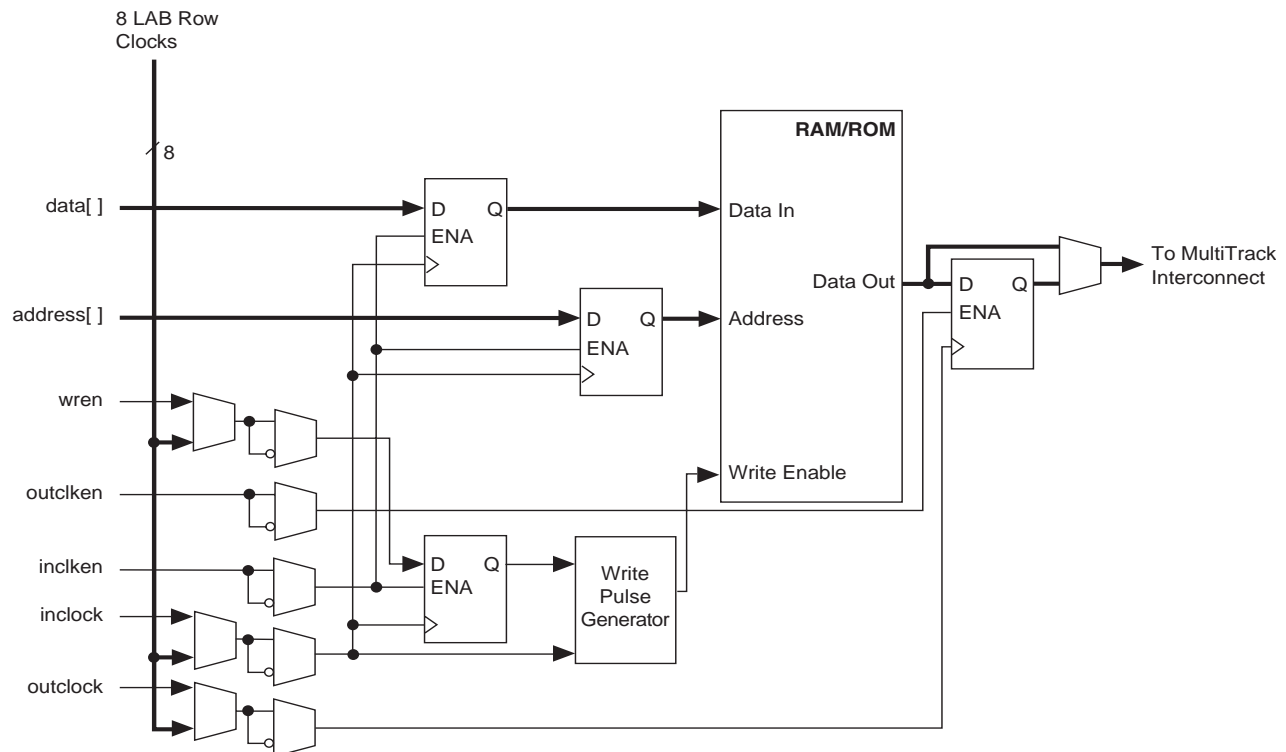 8 LAB Row
Clocks
8
RAM/ROM
data[ ]
D Q
ENA
Data In
Data Out
D Q
ENA
To MultiTrack
Interconnect
address[ ]
D Q
ENA
Address
wren
Write Enable
outclken
inclken
D Q
ENA
Write
Pulse
Generator
inclock
outclock